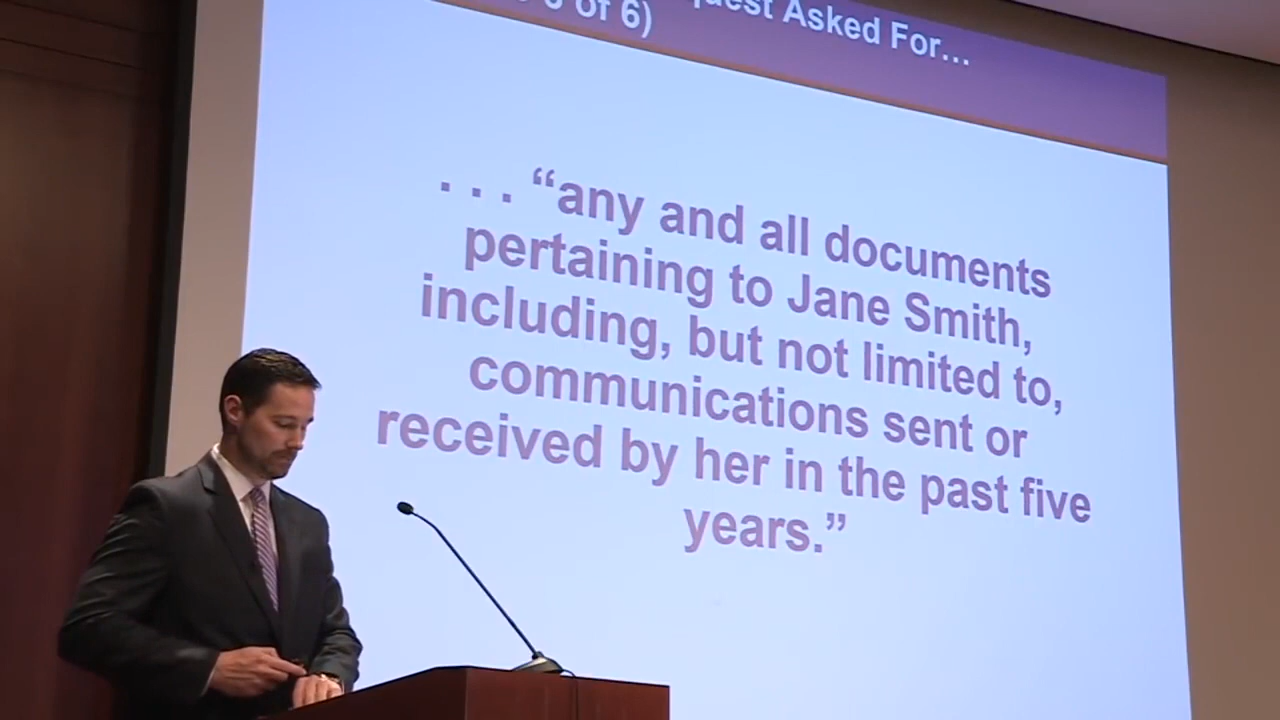 Asked For...
of 6)
. . . “any and all documents
pertaining to Jane Smith,
including, but not limited to,
communications sent or
received by her in the past five
years.”